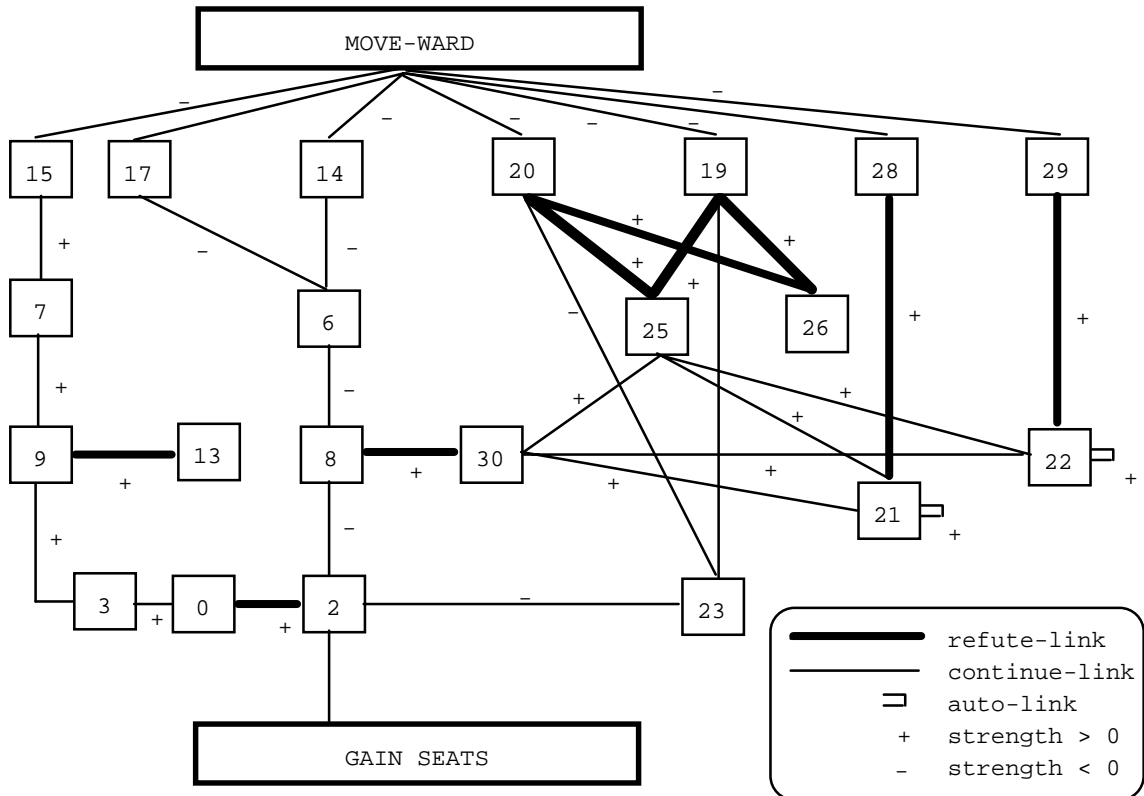 MOVE-WARD
– – – – – –
15 17 14 20 19 28 29
+ – – + + + + – + +
7 6 25 26
+ – + + +
9 13 8 30 22
+ + + + +
21
+ – +
3 0 2 23
+ + –
GAIN SEATS
refute-link
continue-link
auto-link
+ strength > 0
– strength < 0